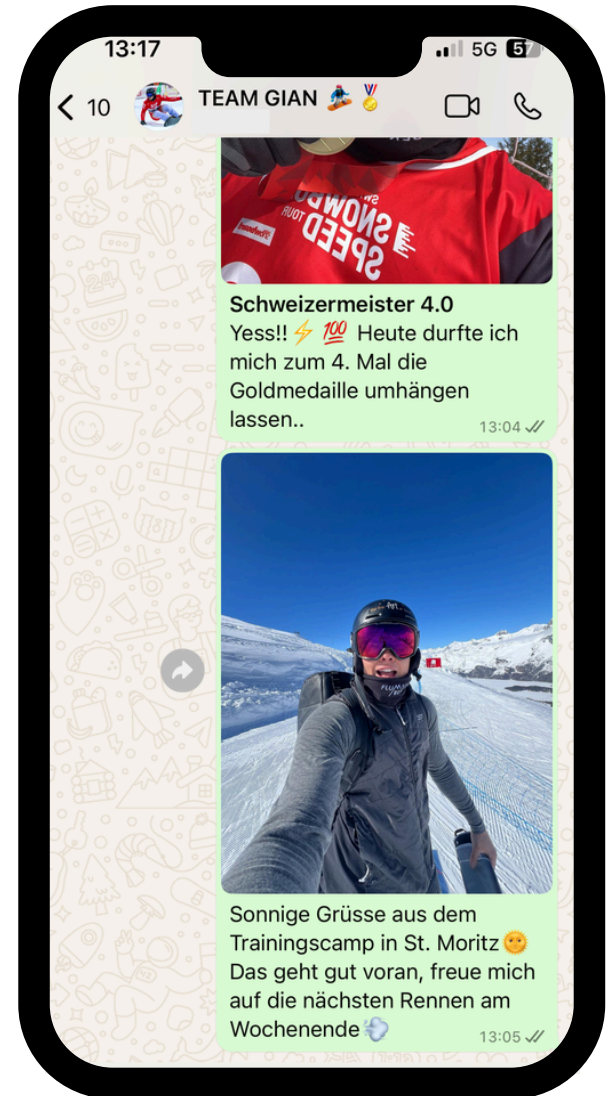 13:17
5G 57
10
TEAM GIAN 🏂🏅
SNOWBO
SPEED TOUR
Schweizermeister 4.0
Yess!!⚡💯 Heute durfte ich
mich zum 4. Mal die
Goldmedaille umhängen
lassen..
13:04
Sonnige Grüsse aus dem
Trainingscamp in St. Moritz🌞
Das geht gut voran, freue mich
auf die nächsten Rennen am
Wochenende💨
13:05